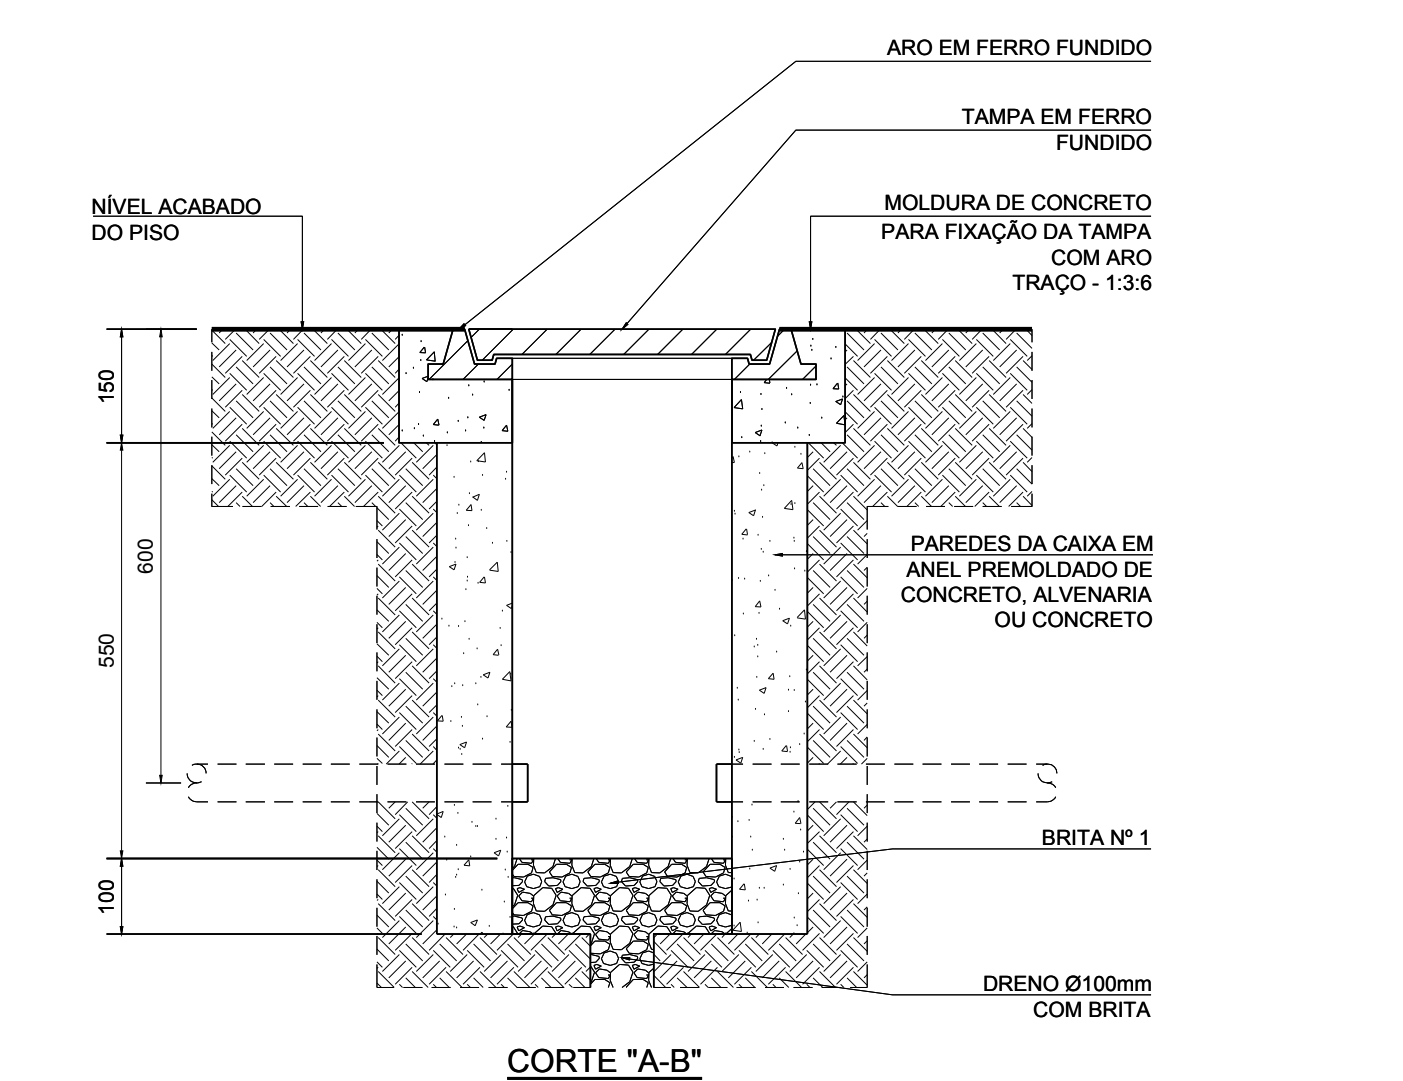 ARO EM FERRO FUNDIDO
TAMPA EM FERRO
FUNDIDO
NÍVEL ACABADO
DO PISO
MOLDURA DE CONCRETO
PARA FIXAÇÃO DA TAMPA
COM ARO
TRAÇO - 1:3:6
150
600
550
100
PAREDES DA CAIXA EM
ANEL PREMOLDADO DE
CONCRETO, ALVENARIA
OU CONCRETO
BRITA Nº 1
DRENO Ø100mm
COM BRITA
CORTE "A-B"